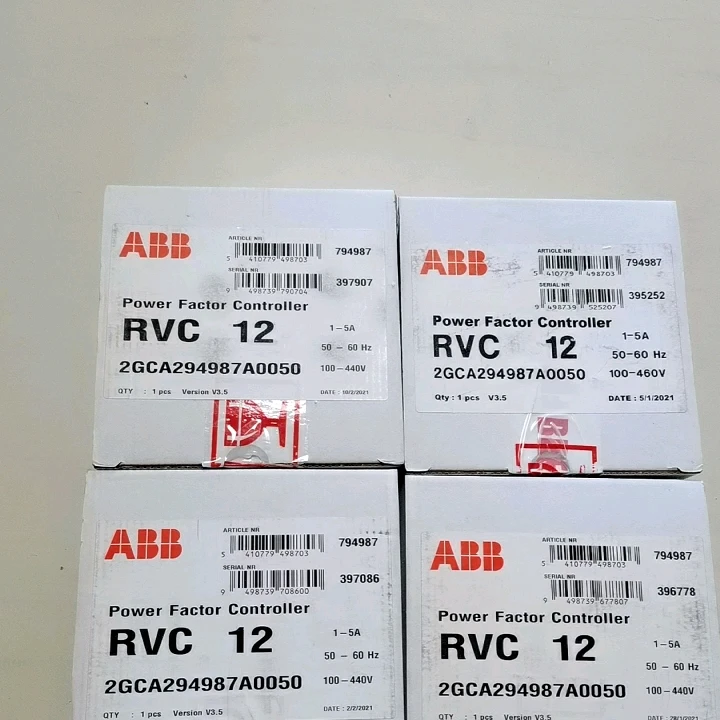 ABB
ARTICLE NR
5 410779 498703
794987
SERIAL NR
9 498739 790704
397907
Power Factor Controller
RVC 12
1-5A
50 - 60 Hz
2GCA294987A0050
100-440V
QTY : 1 pcs Version V3.5
DATE : 10/2/2021
ABB
ARTICLE NR
5 410779 498703
794987
SERIAL NR
9 498739 525207
395252
Power Factor Controller
RVC 12
1-5A
50-60 Hz
2GCA294987A0050
100-460V
Qty : 1 pcs V3.5
DATE : 5/1/2021
ABB
ARTICLE NR
5 410779 498703
794987
SERIAL NR
9 498739 708600
397086
Power Factor Controller
RVC 12
1-5A
50 - 60 Hz
2GCA294987A0050
100-440V
QTY : 1 pcs Version V3.5
DATE : 2/2/2021
ABB
ARTICLE NR
5 410779 498703
794987
SERIAL NR
9 498739 677807
396778
Power Factor Controller
RVC 12
1-5A
50 - 60 Hz
2GCA294987A0050
100-440V
QTY : 1 pcs Version V3.5
DATE :